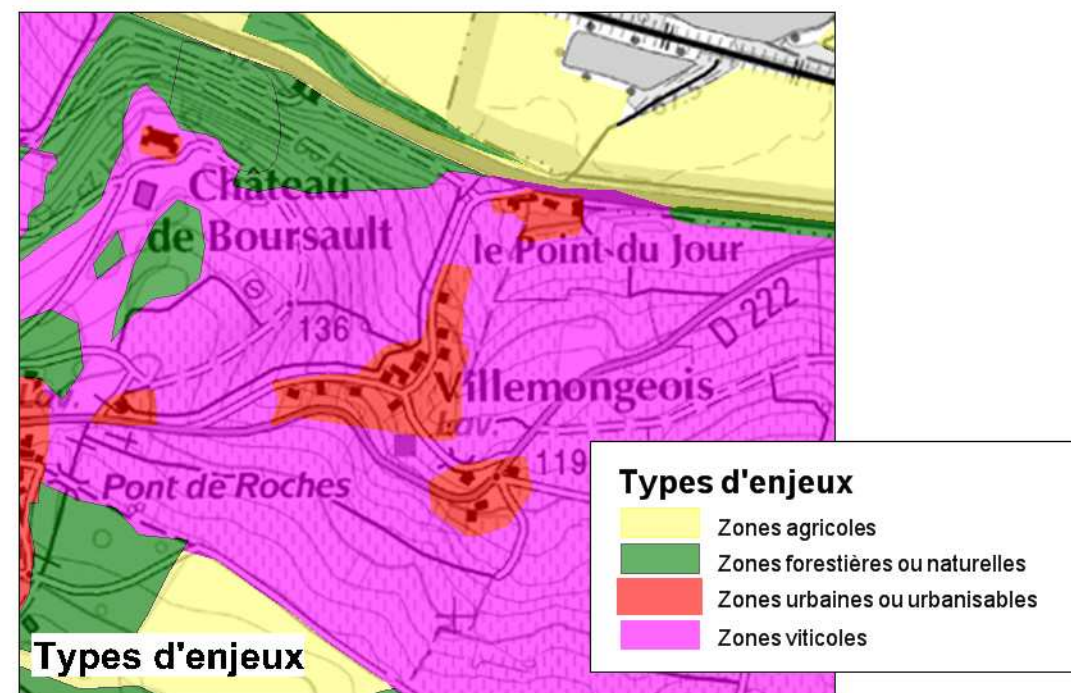 Château
de Boursault
le Point du Jour
136
D 222
Villemongeois
Lav.
119
Pont de Roches
Types d'enjeux
Types d'enjeux
Zones agricoles
Zones forestières ou naturelles
Zones urbaines ou urbanisables
Zones viticoles